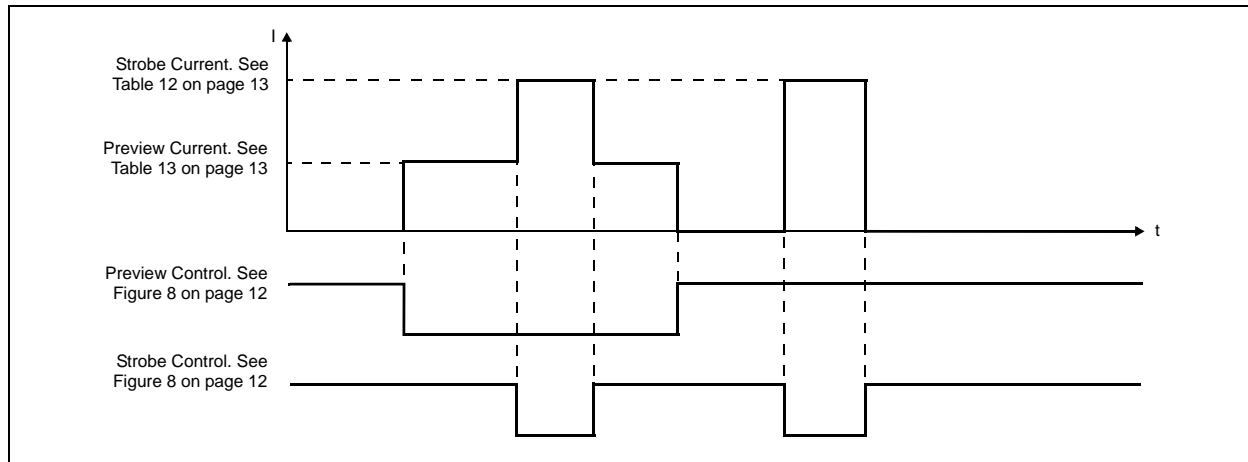 I
Strobe Current. See
Table 12 on page 13
Preview Current. See
Table 13 on page 13
t
Preview Control. See
Figure 8 on page 12
Strobe Control. See
Figure 8 on page 12